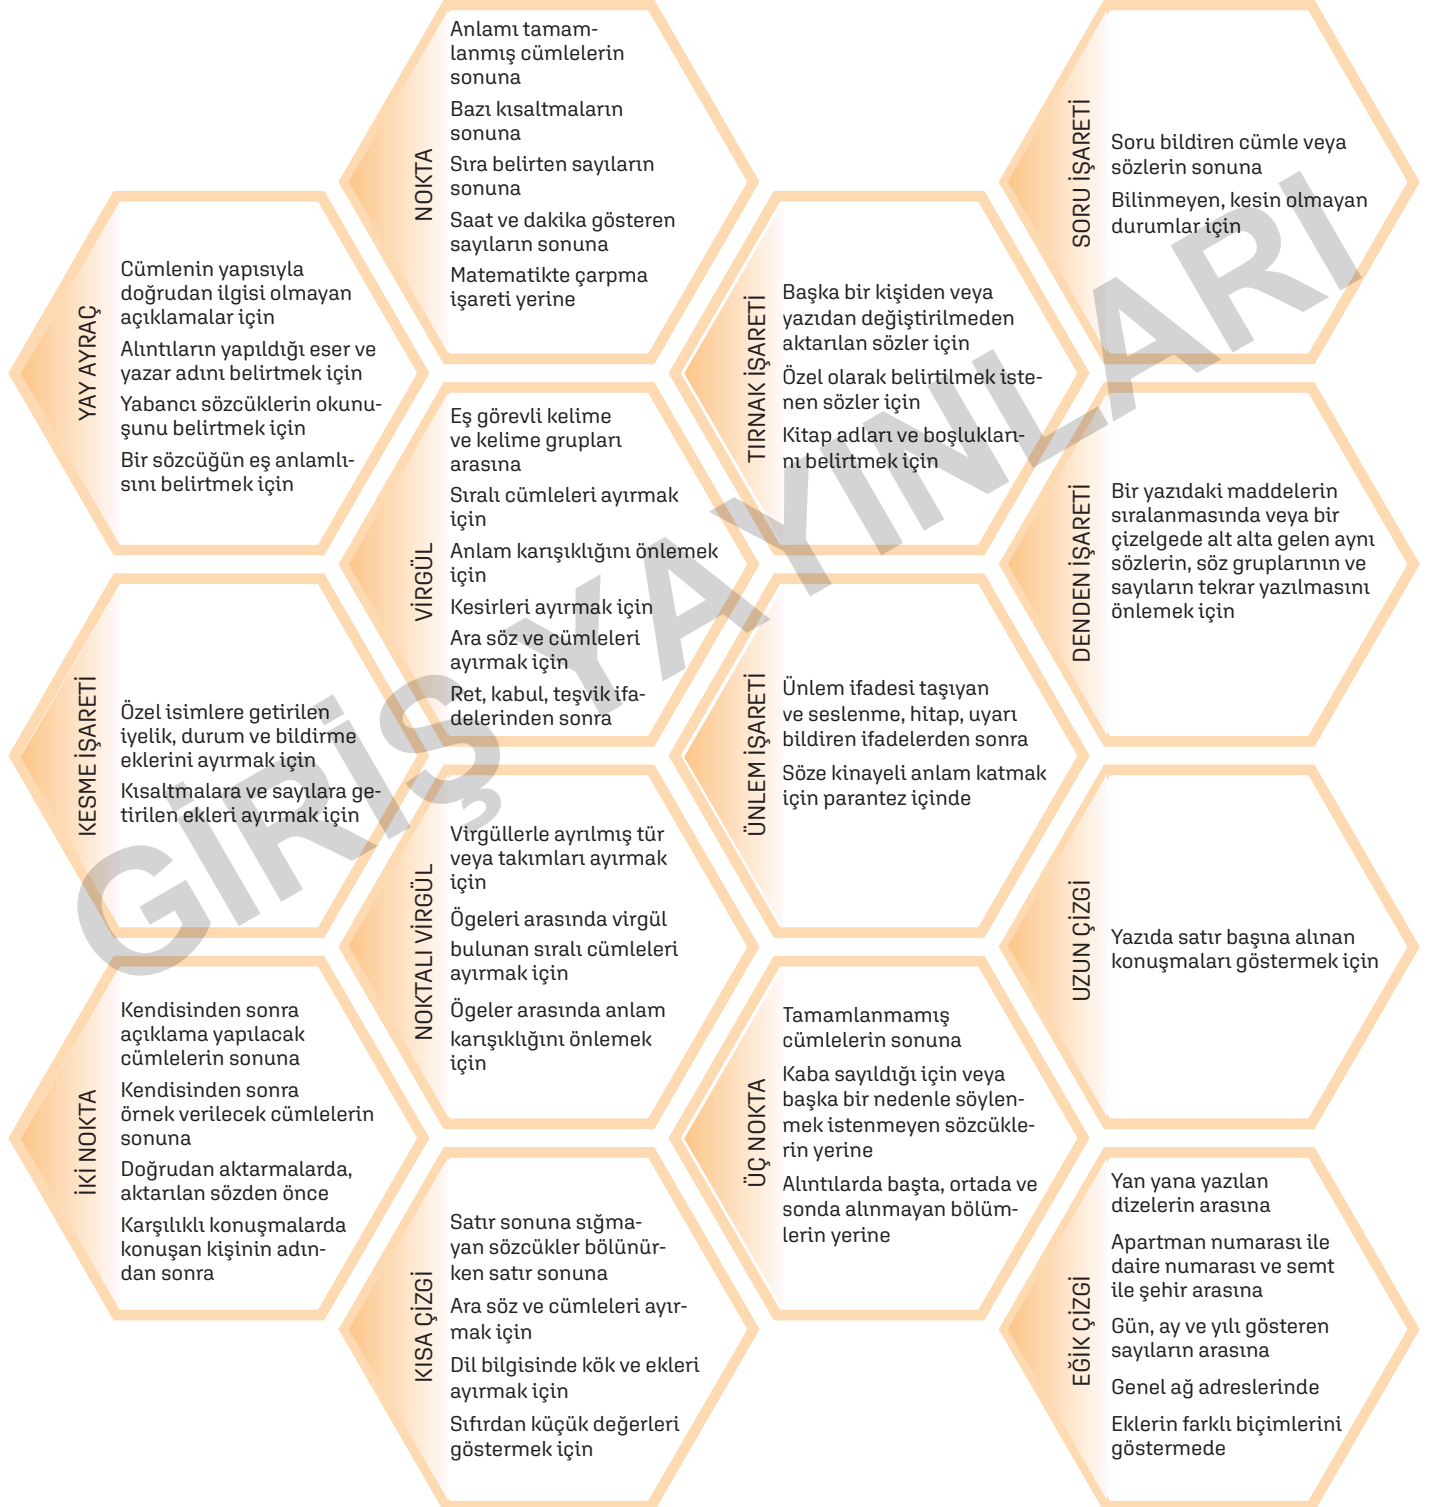 NOKTA
Anlamı tamam-
lanmış cümlelerin
sonuna
Bazı kısaltmaların
sonuna
Sıra belirten sayıların
sonuna
Saat ve dakika gösteren
sayıların sonuna
Matematikte çarpma
işareti yerine
SORU İŞARETİ
Soru bildiren cümle veya
sözlerin sonuna
Bilinmeyen, kesin olmayan
durumlar için
YAY AYRAÇ
Cümlenin yapısıyla
doğrudan ilgisi olmayan
açıklamalar için
Alıntıların yapıldığı eser ve
yazar adını belirtmek için
Yabancı sözcüklerin okunu-
şunu belirtmek için
Bir sözcüğün eş anlamlı-
sını belirtmek için
TIRNAK İŞARETİ
Başka bir kişiden veya
yazıdan değiştirilmeden
aktarılan sözler için
Özel olarak belirtilmek iste-
nen sözler için
Kitap adları ve boşlukları-
nı belirtmek için
VİRGÜL
Eş görevli kelime
ve kelime grupları
arasına
Sıralı cümleleri ayırmak
için
Anlam karışıklığını önlemek
için
Kesirleri ayırmak için
Ara söz ve cümleleri
ayırmak için
Ret, kabul, teşvik ifa-
delerinden sonra
DENDEN İŞARETİ
Bir yazıdaki maddelerin
sıralanmasında veya bir
çizelgede alt alta gelen aynı
sözlerin, söz gruplarının ve
sayıların tekrar yazılmasını
önlemek için
KESME İŞARETİ
Özel isimlere getirilen
iyelik, durum ve bildirme
eklerini ayırmak için
Kısaltmalara ve sayılara ge-
tirilen ekleri ayırmak için
ÜNLEM İŞARETİ
Ünlem ifadesi taşıyan
ve seslenme, hitap, uyarı
bildiren ifadelerden sonra
Söze kinayeli anlam katmak
için parantez içinde
NOKTALI VİRGÜL
Virgüllerle ayrılmış tür
veya takımları ayırmak
için
Ögeleri arasında virgül
bulunan sıralı cümleleri
ayırmak için
Ögeler arasında anlam
karışıklığını önlemek
için
UZUN ÇİZGİ
Yazıda satır başına alınan
konuşmaları göstermek için
İKİ NOKTA
Kendisinden sonra
açıklama yapılacak
cümlelerin sonuna
Kendisinden sonra
örnek verilecek cümlelerin
sonuna
Doğrudan aktarmalarda,
aktarılan sözden önce
Karşılıklı konuşmalarda
konuşan kişinin adın-
dan sonra
ÜÇ NOKTA
Tamamlanmamış
cümlelerin sonuna
Kaba sayıldığı için veya
başka bir nedenle söylen-
mek istenmeyen sözcükle-
rin yerine
Alıntılarda başta, ortada ve
sonda alınmayan bölüm-
lerin yerine
KISA ÇİZGİ
Satır sonuna sığma-
yan sözcükler bölünür-
ken satır sonuna
Ara söz ve cümleleri ayır-
mak için
Dil bilgisinde kök ve ekleri
ayırmak için
Sıfırdan küçük değerleri
göstermek için
EĞİK ÇİZGİ
Yan yana yazılan
dizelerin arasına
Apartman numarası ile
daire numarası ve semt
ile şehir arasına
Gün, ay ve yılı gösteren
sayıların arasına
Genel ağ adreslerinde
Eklerin farklı biçimlerini
göstermede
GİRİŞ YAYINLARI